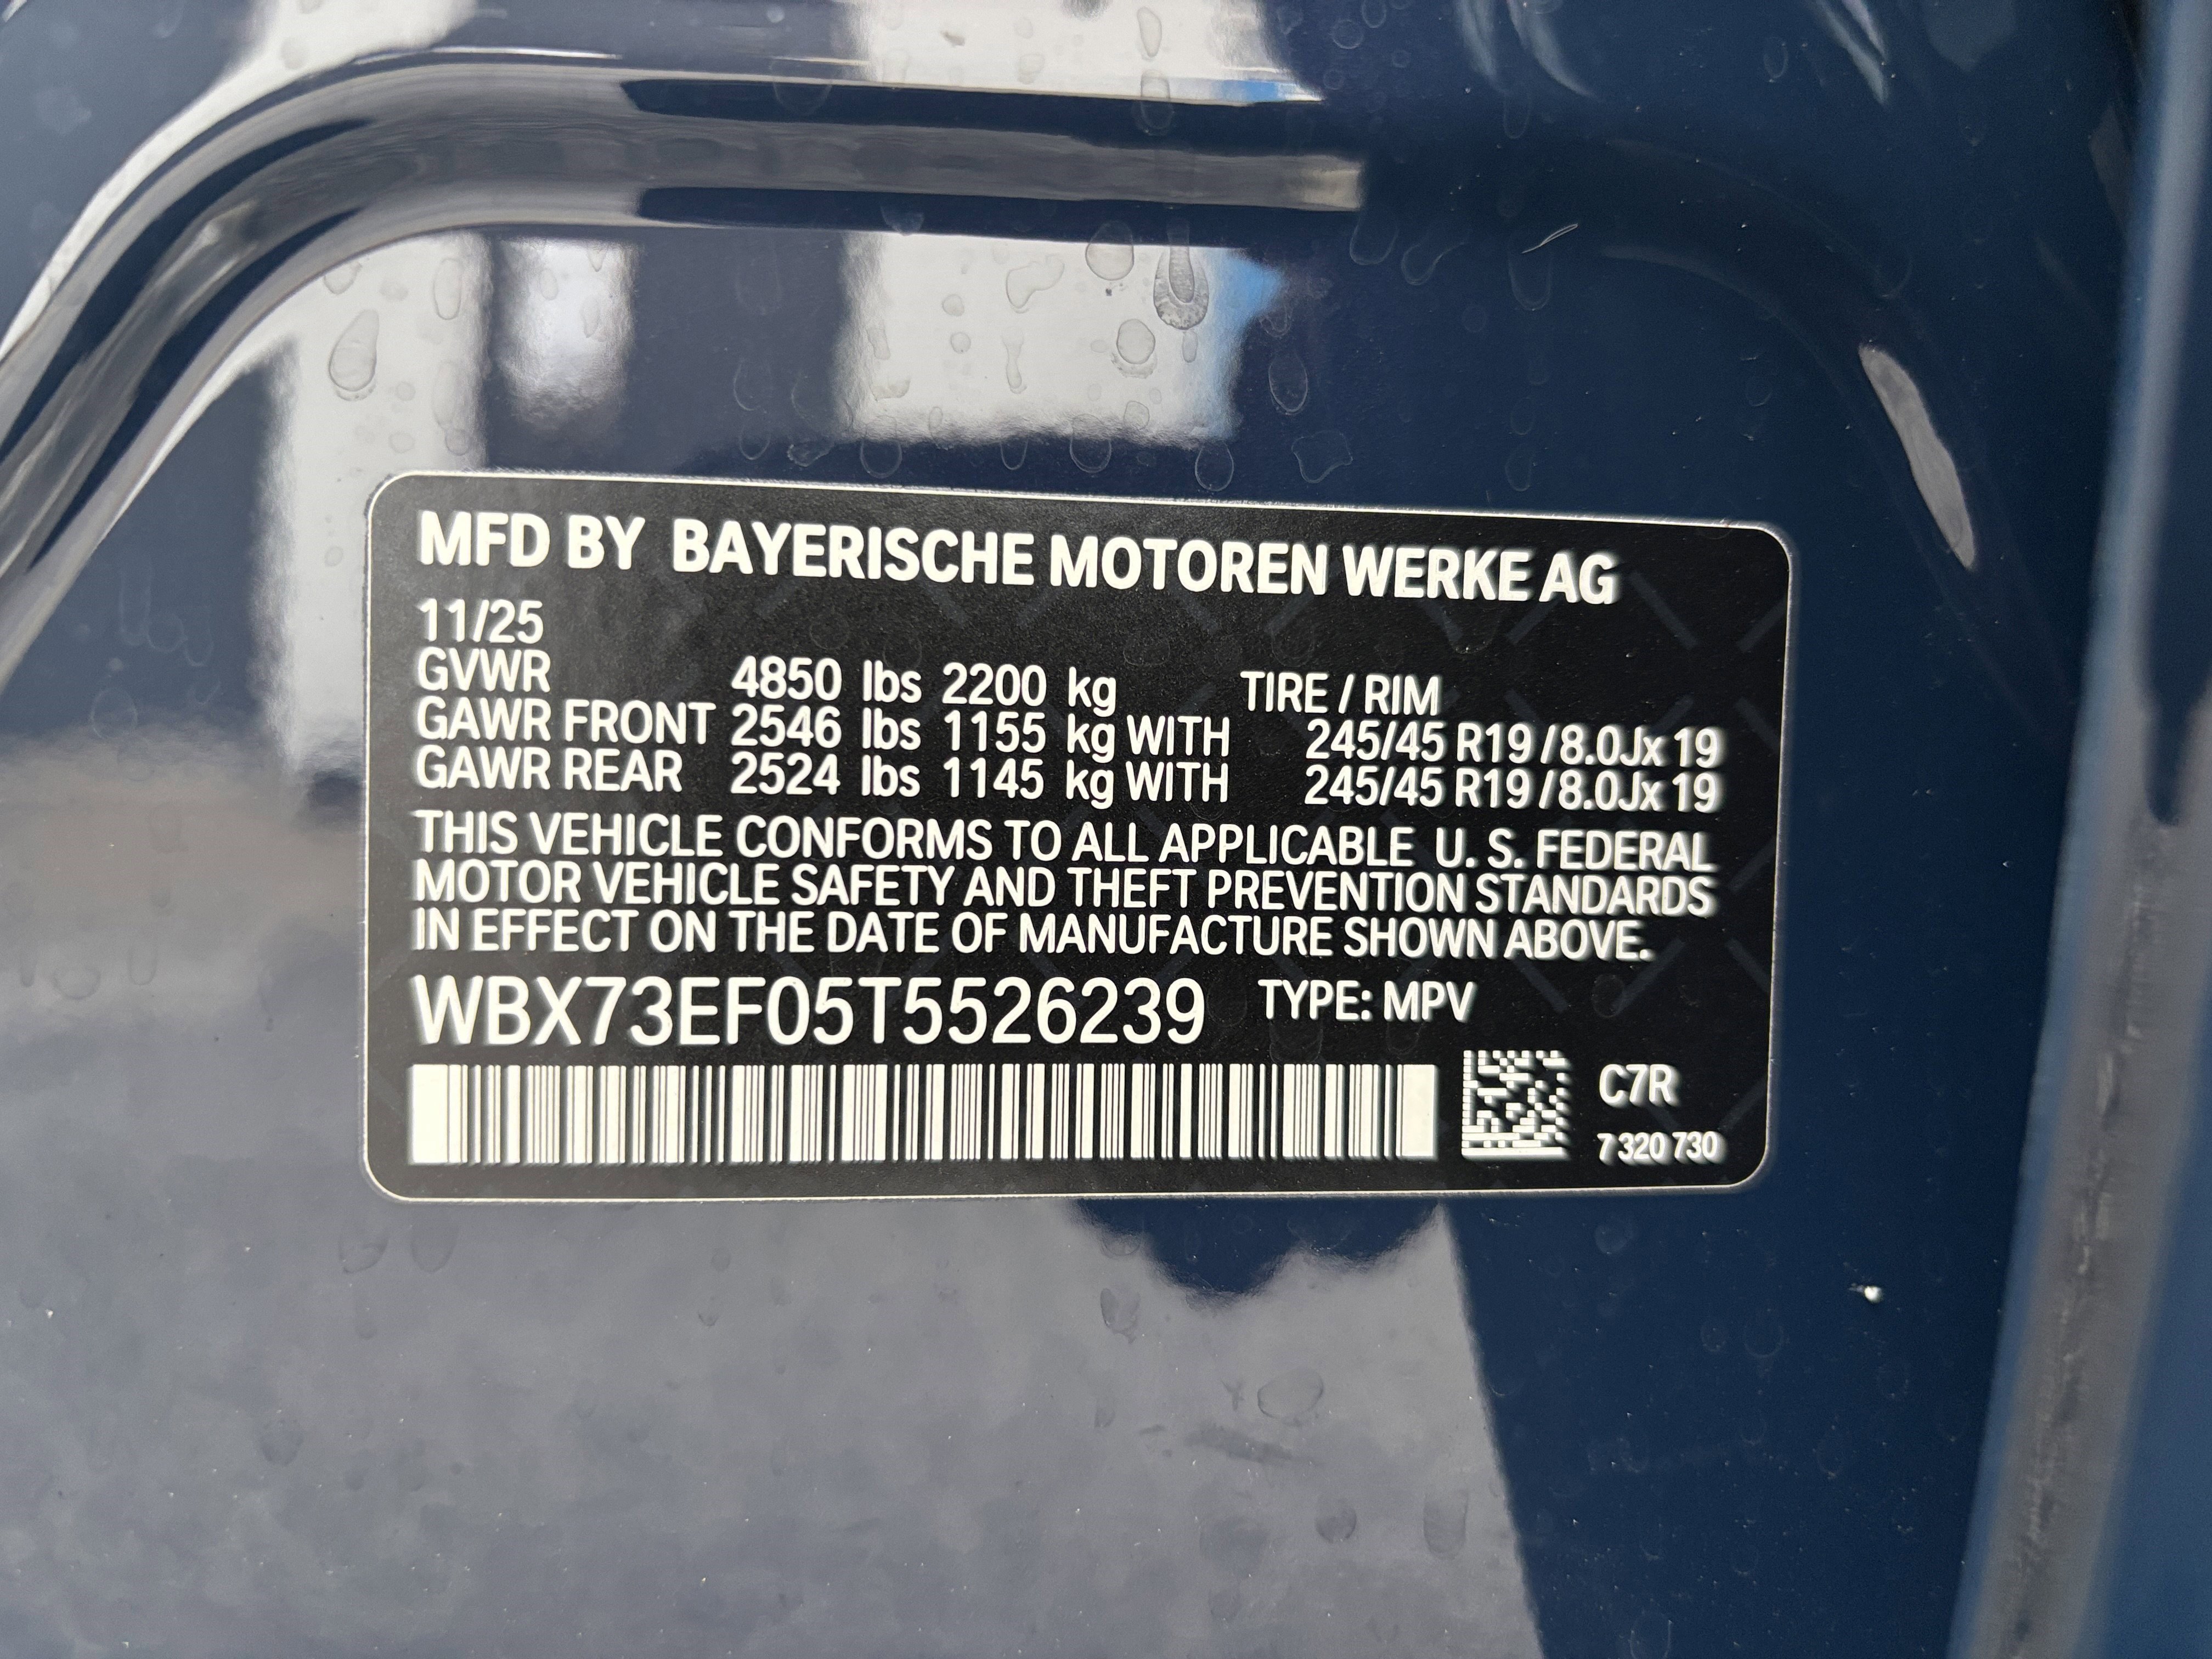 MFD BY BAYERISCHE MOTOREN WERKE AG
11/25
GVWR 4850 lbs 2200 kg TIRE / RIM
GAWR FRONT 2546 lbs 1155 kg WITH 245/45 R19 /8.0Jx 19
GAWR REAR 2524 lbs 1145 kg WITH 245/45 R19 /8.0Jx 19
THIS VEHICLE CONFORMS TO ALL APPLICABLE U. S. FEDERAL
MOTOR VEHICLE SAFETY AND THEFT PREVENTION STANDARDS
IN EFFECT ON THE DATE OF MANUFACTURE SHOWN ABOVE.
WBX73EF05T5526239 TYPE: MPV
C7R
7 320 730